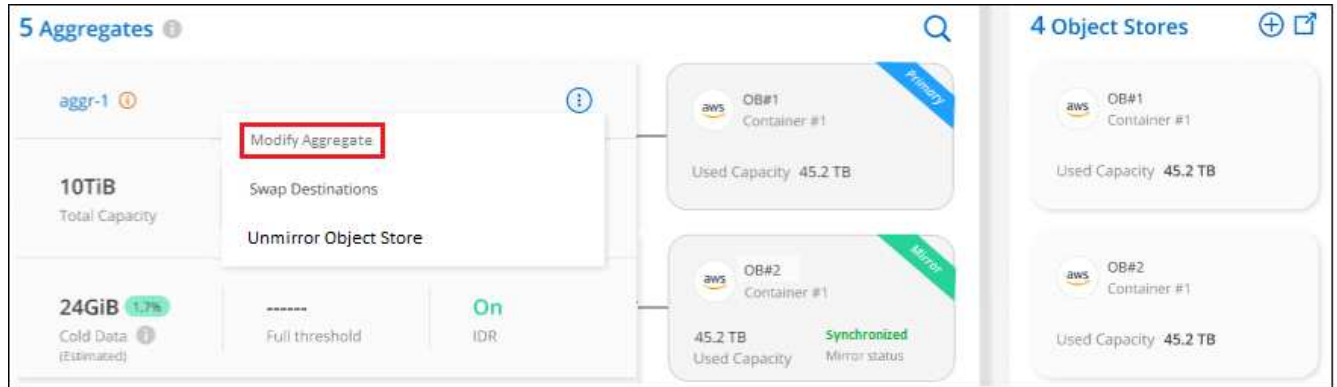 5 Aggregates
4 Object Stores
aggr-1
Modify Aggregate
Swap Destinations
Unmirror Object Store
10TiB
Total Capacity
24GiB 1.7%
Cold Data
(Estimated)
------
Full threshold
On
IDR
Primary
aws
OB#1
Container #1
Used Capacity 45.2 TB
Mirror
aws
OB#2
Container #1
45.2 TB
Used Capacity
Synchronized
Mirror status
aws
OB#1
Container #1
Used Capacity 45.2 TB
aws
OB#2
Container #1
Used Capacity 45.2 TB